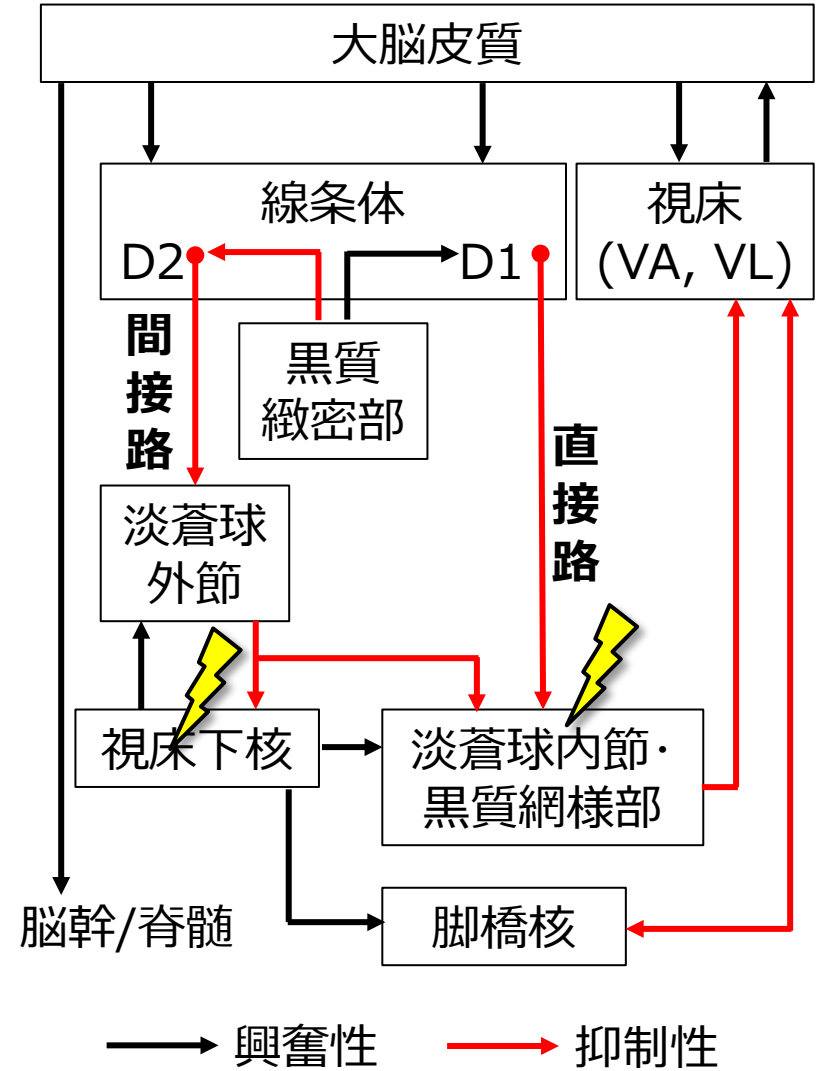 大脳皮質
線条体
D2
D1
視床
(VA, VL)
間接路
黒質
緻密部
直接路
淡蒼球
外節
視床下核
淡蒼球内節･
黒質網様部
脳幹/脊髄
脚橋核
興奮性
抑制性